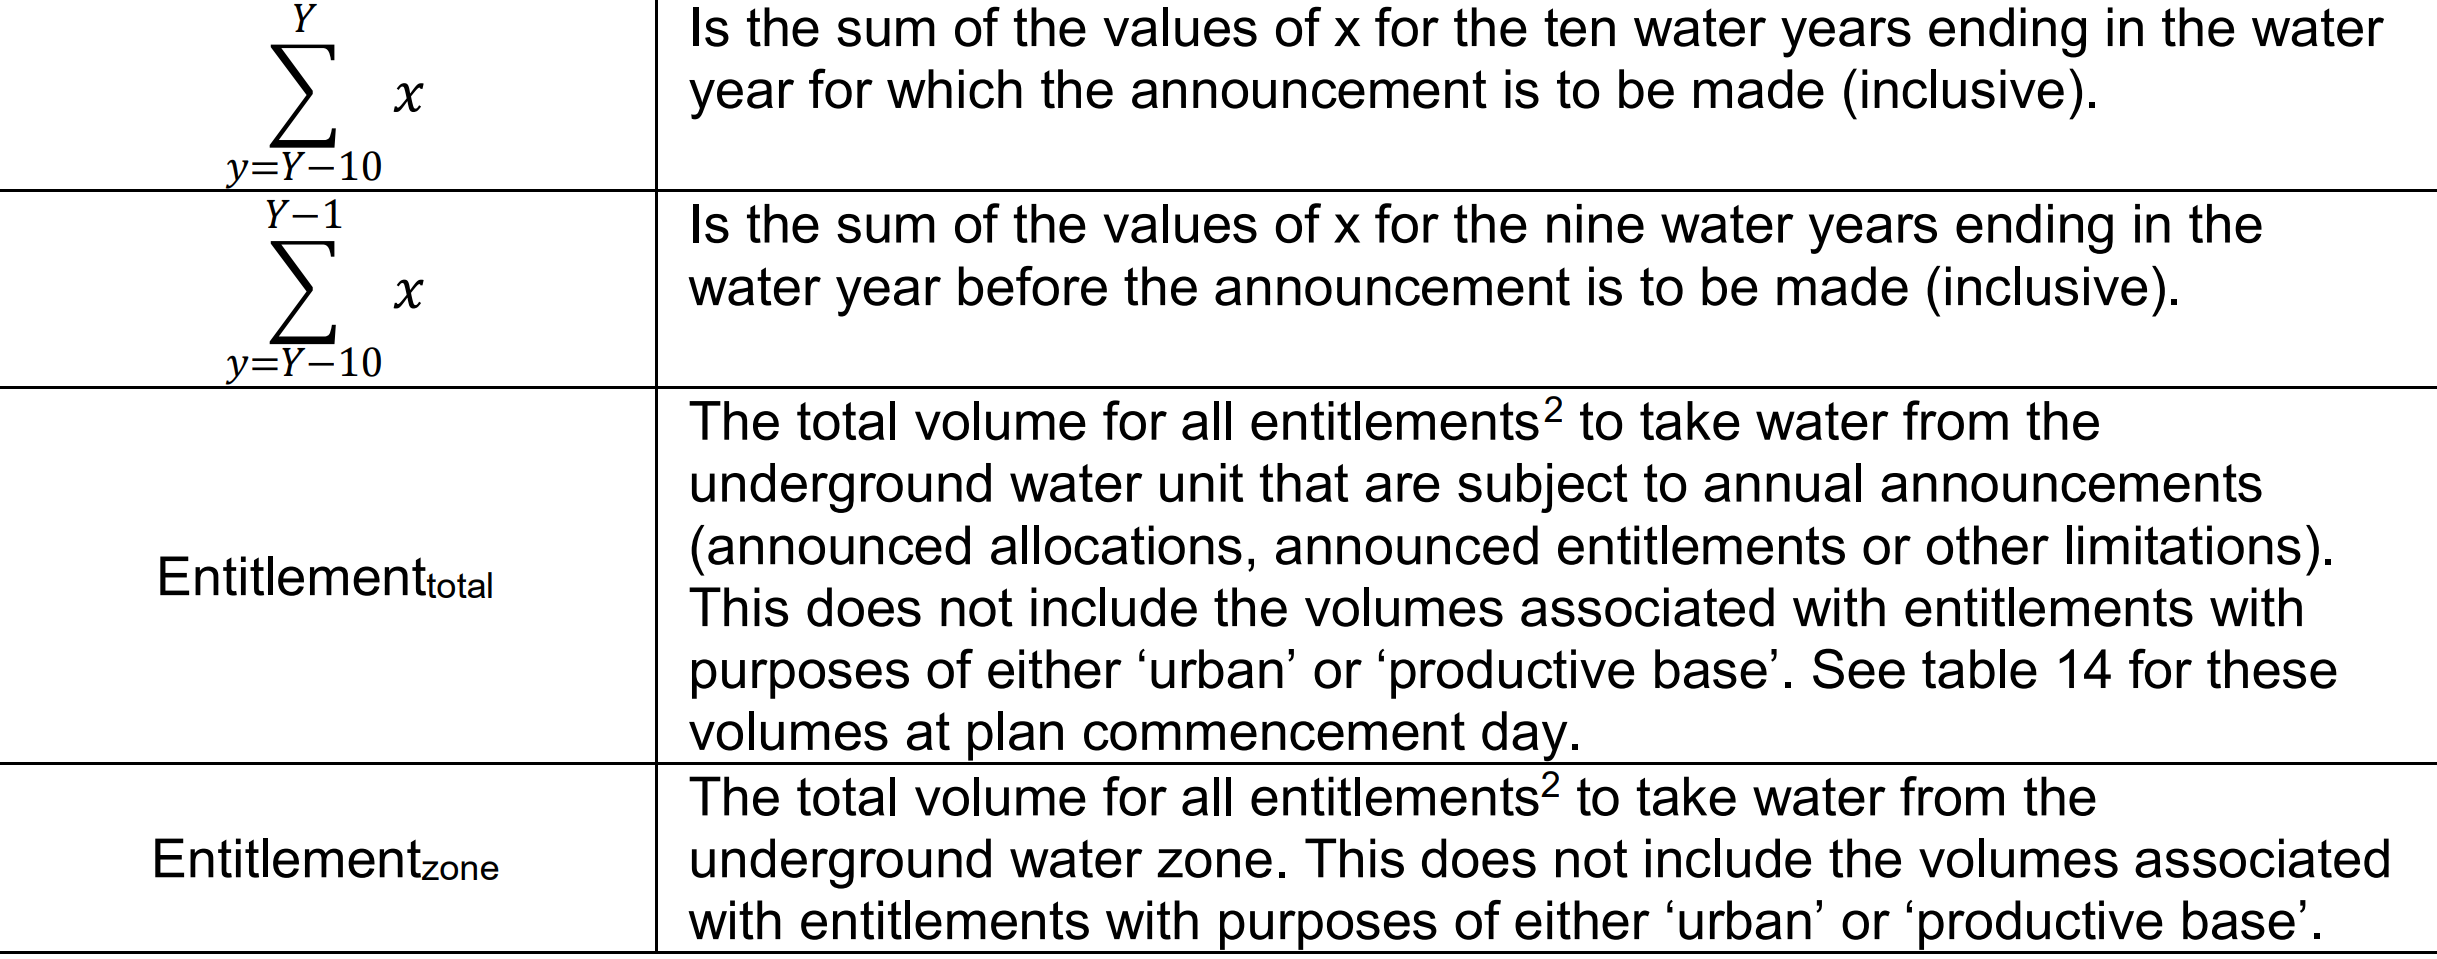 Y
∑ x
y=Y−10
Is the sum of the values of x for the ten water years ending in the water
year for which the announcement is to be made (inclusive).
Y−1
∑ x
y=Y−10
Is the sum of the values of x for the nine water years ending in the
water year before the announcement is to be made (inclusive).
Entitlementtotal
The total volume for all entitlements² to take water from the
underground water unit that are subject to annual announcements
(announced allocations, announced entitlements or other limitations).
This does not include the volumes associated with entitlements with
purposes of either ‘urban’ or ‘productive base’. See table 14 for these
volumes at plan commencement day.
Entitlementzone
The total volume for all entitlements² to take water from the
underground water zone. This does not include the volumes associated
with entitlements with purposes of either ‘urban’ or ‘productive base’.